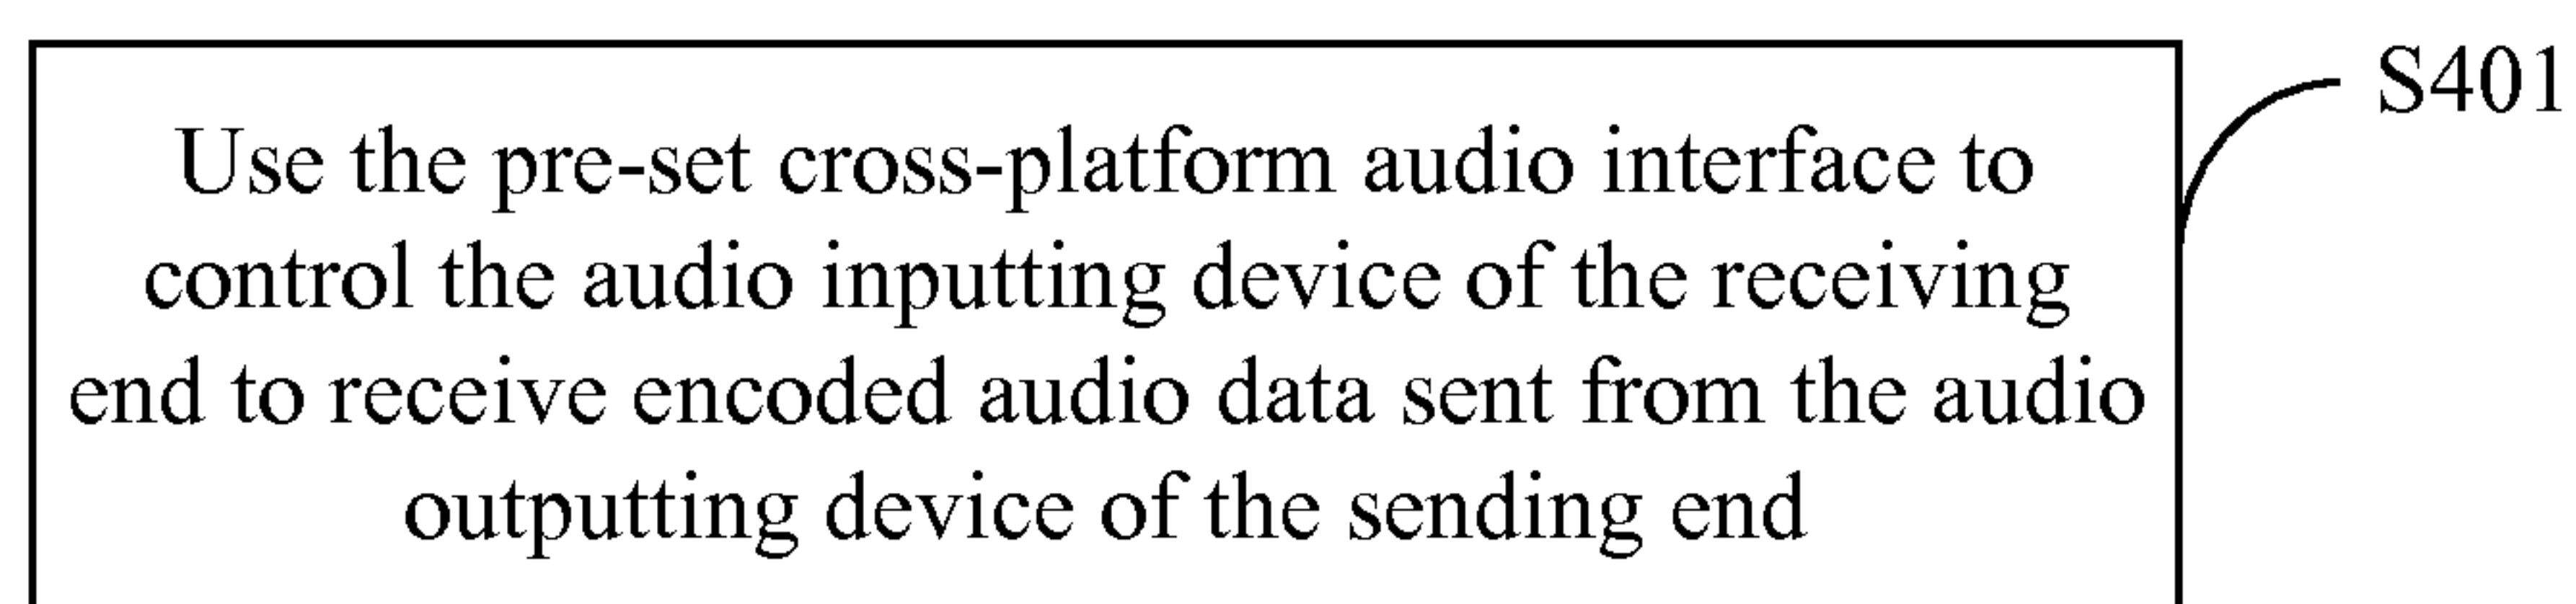 S401
Use the pre-set cross-platform audio interface to
control the audio inputting device of the receiving
end to receive encoded audio data sent from the audio
outputting device of the sending end